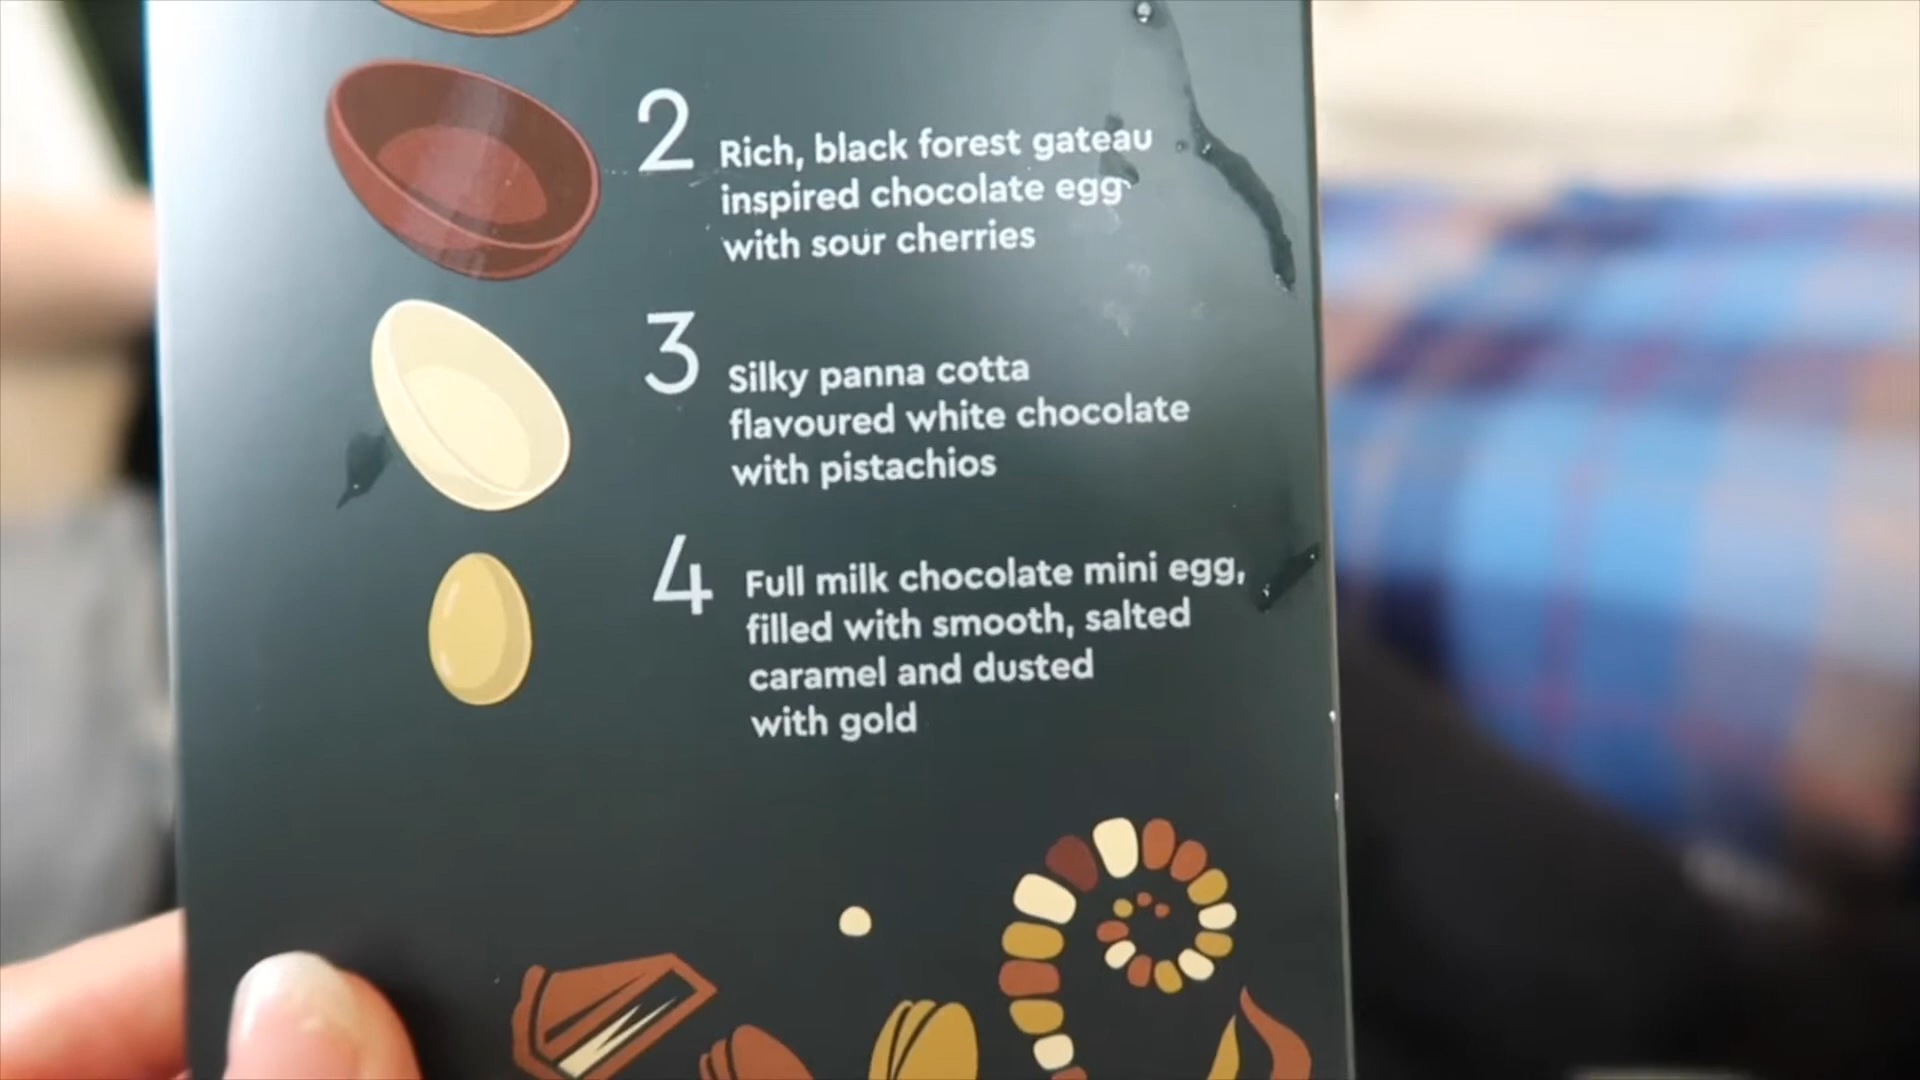 2
Rich, black forest gateau
inspired chocolate egg
with sour cherries
3
Silky panna cotta
flavoured white chocolate
with pistachios
4
Full milk chocolate mini egg,
filled with smooth, salted
caramel and dusted
with gold